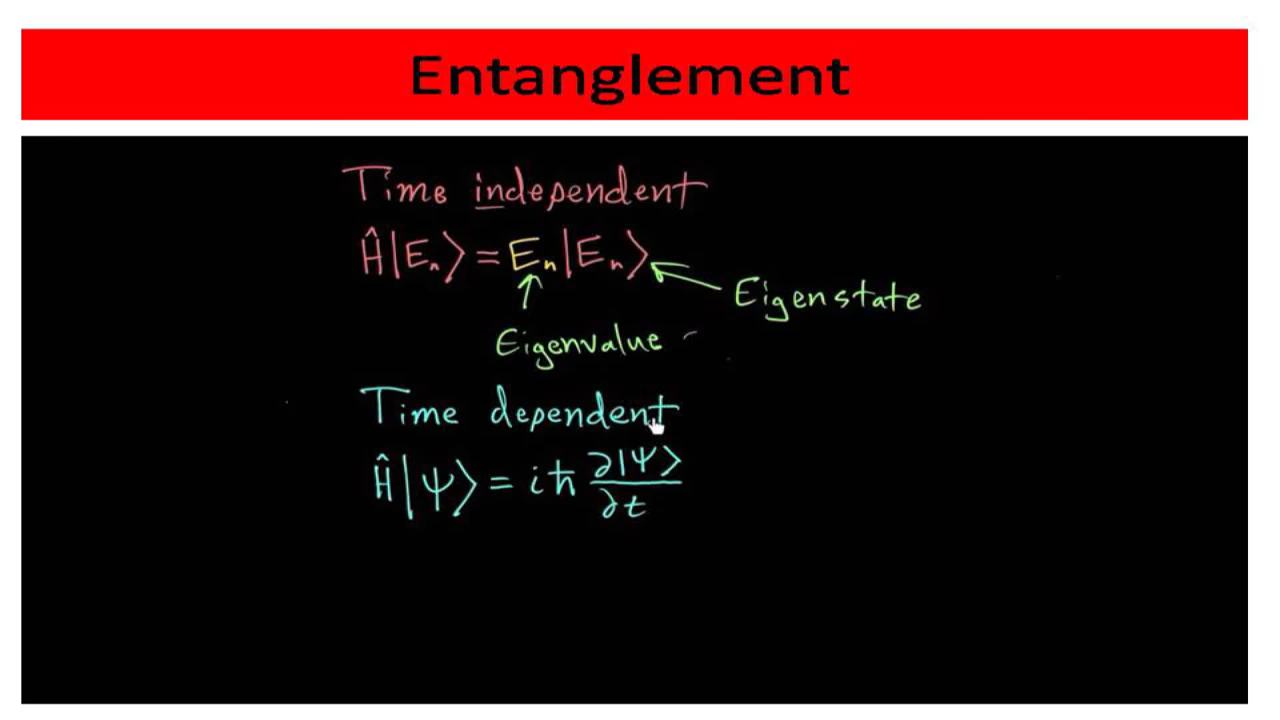 Entanglement
Time independent
Ĥ|Eₙ⟩ = Eₙ|Eₙ⟩
Eigenstate
Eigenvalue
Time dependent
Ĥ|ψ⟩ = iħ ∂|ψ⟩/∂t